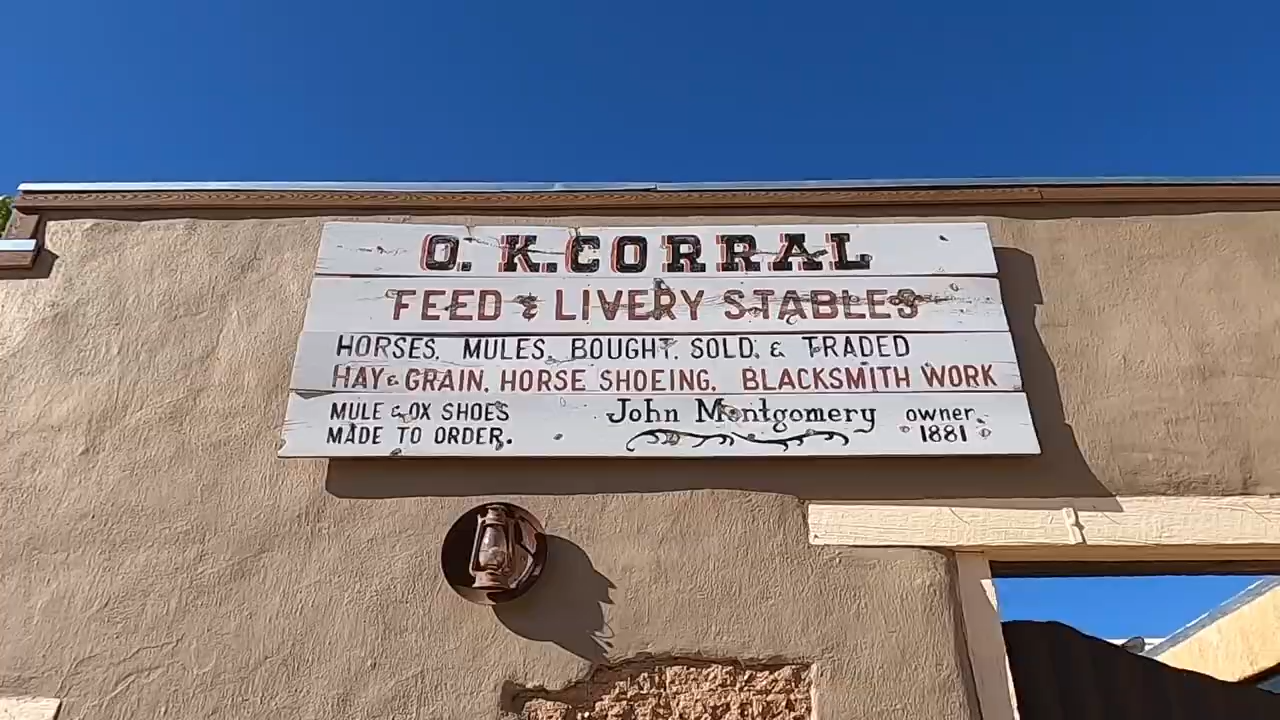 O. K. CORRAL
FEED & LIVERY STABLES
HORSES, MULES, BOUGHT, SOLD, & TRADED
HAY & GRAIN, HORSE SHOEING, BLACKSMITH WORK
MULE & OX SHOES
MADE TO ORDER.
John Montgomery owner
1881